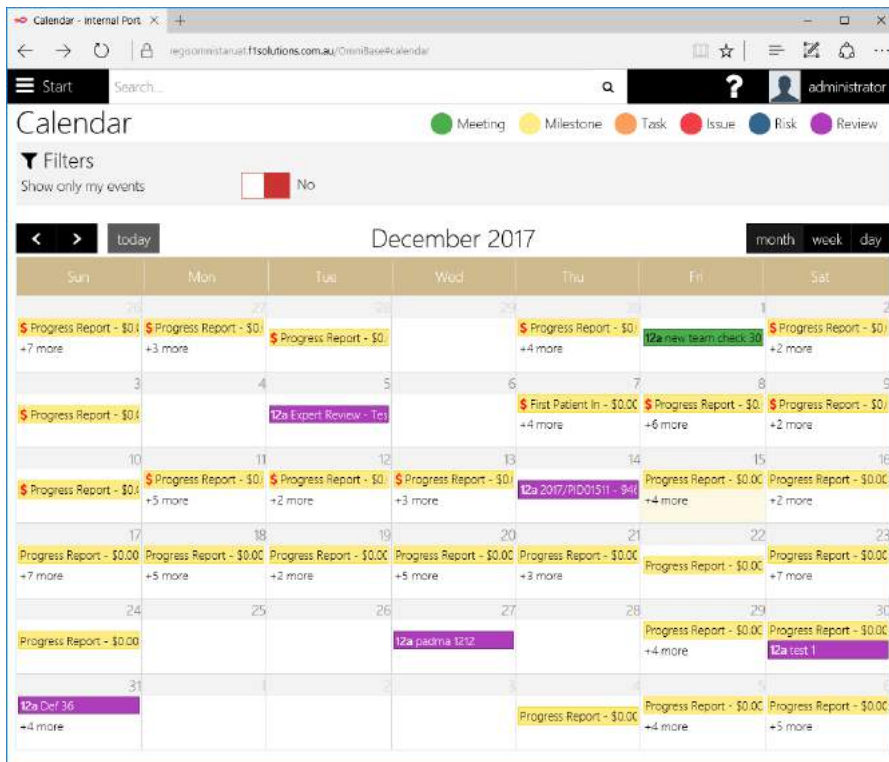 Calendar - Internal Port
regisomnistaruat.f1solutions.com.au/OmniBase#calendar
Start Search... ? administrator
Calendar Meeting Milestone Task Issue Risk Review
Filters
Show only my events No
< > today December 2017 month week day
Sun Mon Tue Wed Thu Fri Sat
26 27 28 29 30 1 2
$ Progress Report - $0.0 $ Progress Report - $0. $ Progress Report - $0. $ Progress Report - $0. 12a new team check 30 $ Progress Report - $0.
+7 more +3 more +4 more +2 more
3 4 5 6 7 8 9
$ Progress Report - $0.0 12a Expert Review - Tes $ First Patient In - $0.00 $ Progress Report - $0. $ Progress Report - $0.
+4 more +6 more +2 more
10 11 12 13 14 15 16
$ Progress Report - $0.0 $ Progress Report - $0. $ Progress Report - $0. $ Progress Report - $0. 12a 2017/PID01511 - 946 Progress Report - $0.00 Progress Report - $0.00
+5 more +2 more +3 more +4 more +2 more
17 18 19 20 21 22 23
Progress Report - $0.00 Progress Report - $0.00 Progress Report - $0.00 Progress Report - $0.00 Progress Report - $0.00 Progress Report - $0.00 Progress Report - $0.00
+7 more +5 more +2 more +5 more +3 more +7 more
24 25 26 27 28 29 30
Progress Report - $0.00 12a padma 1212 Progress Report - $0.00 Progress Report - $0.00
+4 more 12a test 1
31 1 2 3 4 5 6
12a Def 36 Progress Report - $0.00 Progress Report - $0.00 Progress Report - $0.00
+4 more +4 more +5 more